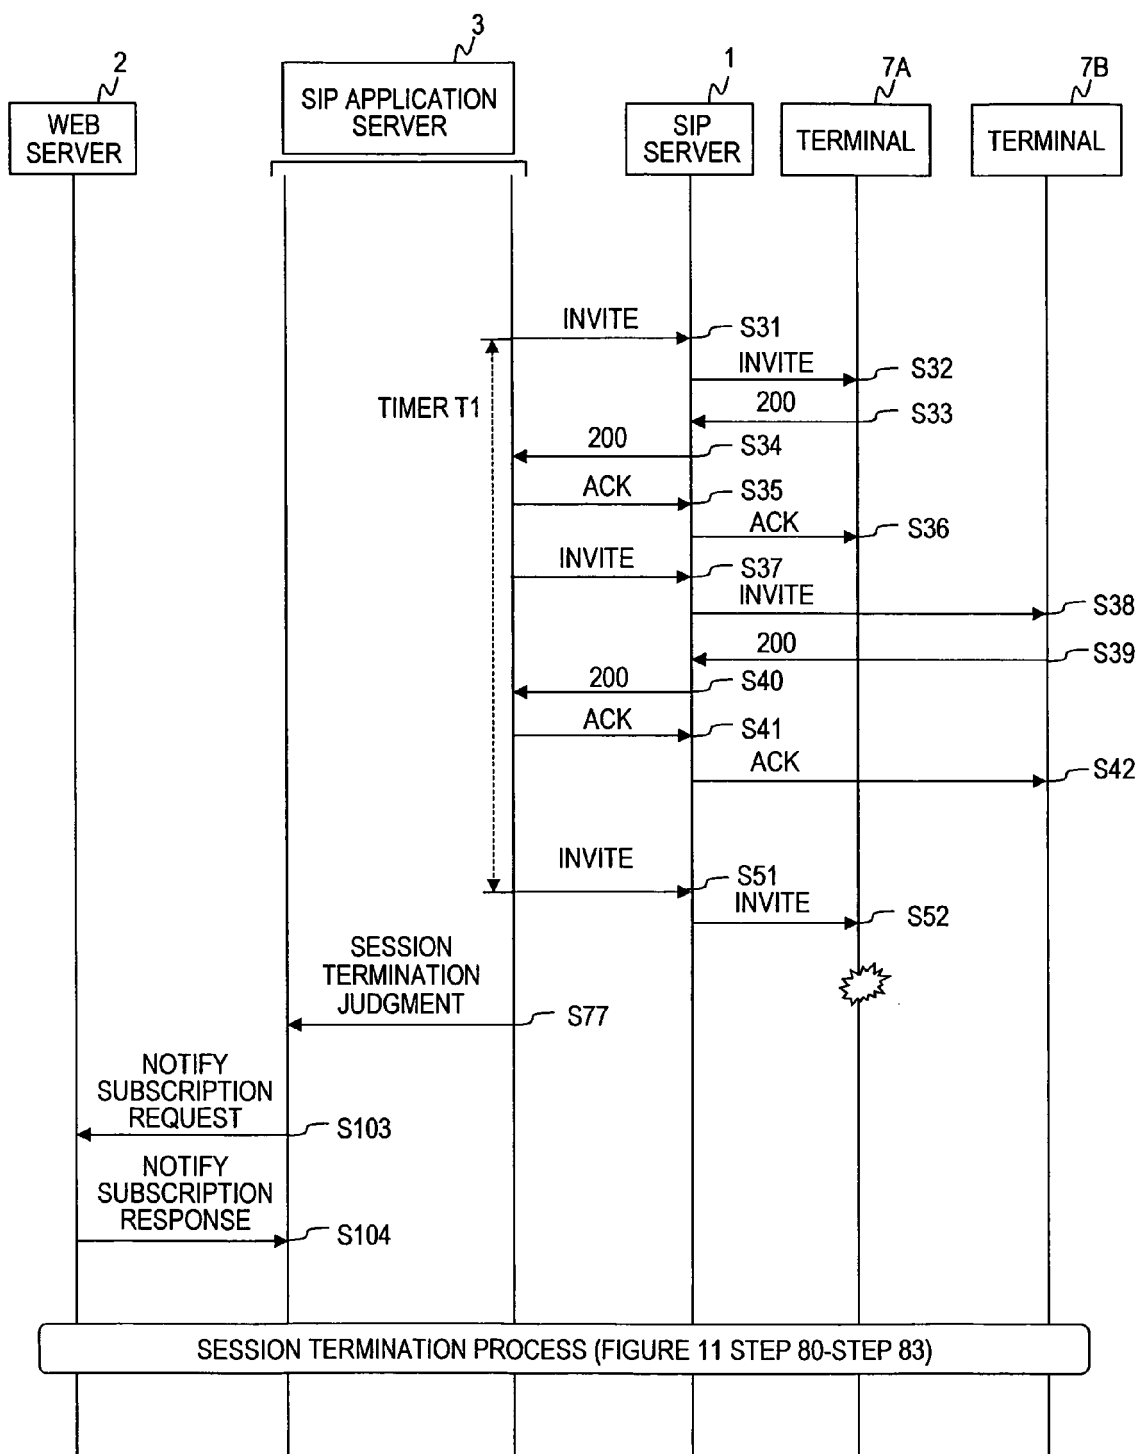 3
2
1
7A
7B
SIP APPLICATION
SERVER
WEB
SERVER
SIP
SERVER
TERMINAL
TERMINAL
INVITE
S31
INVITE
S32
TIMER T1
200
S33
200
S34
ACK
S35
ACK
S36
INVITE
S37
INVITE
S38
200
S39
200
S40
ACK
S41
ACK
S42
INVITE
S51
INVITE
S52
SESSION
TERMINATION
JUDGMENT
S77
NOTIFY
SUBSCRIPTION
REQUEST
S103
NOTIFY
SUBSCRIPTION
RESPONSE
S104
SESSION TERMINATION PROCESS (FIGURE 11 STEP 80-STEP 83)